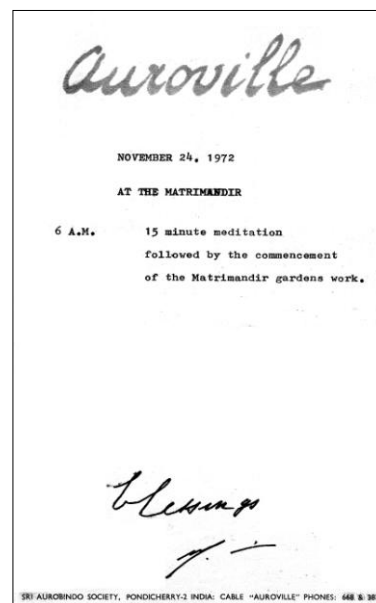 Auroville
NOVEMBER 24, 1972
AT THE MATRIMANDIR
6 A.M. 15 minute meditation
followed by the commencement
of the Matrimandir gardens work.
Blessings
SRI AUROBINDO SOCIETY, PONDICHERRY-2 INDIA: CABLE "AUROVILLE" PHONES: 648 &